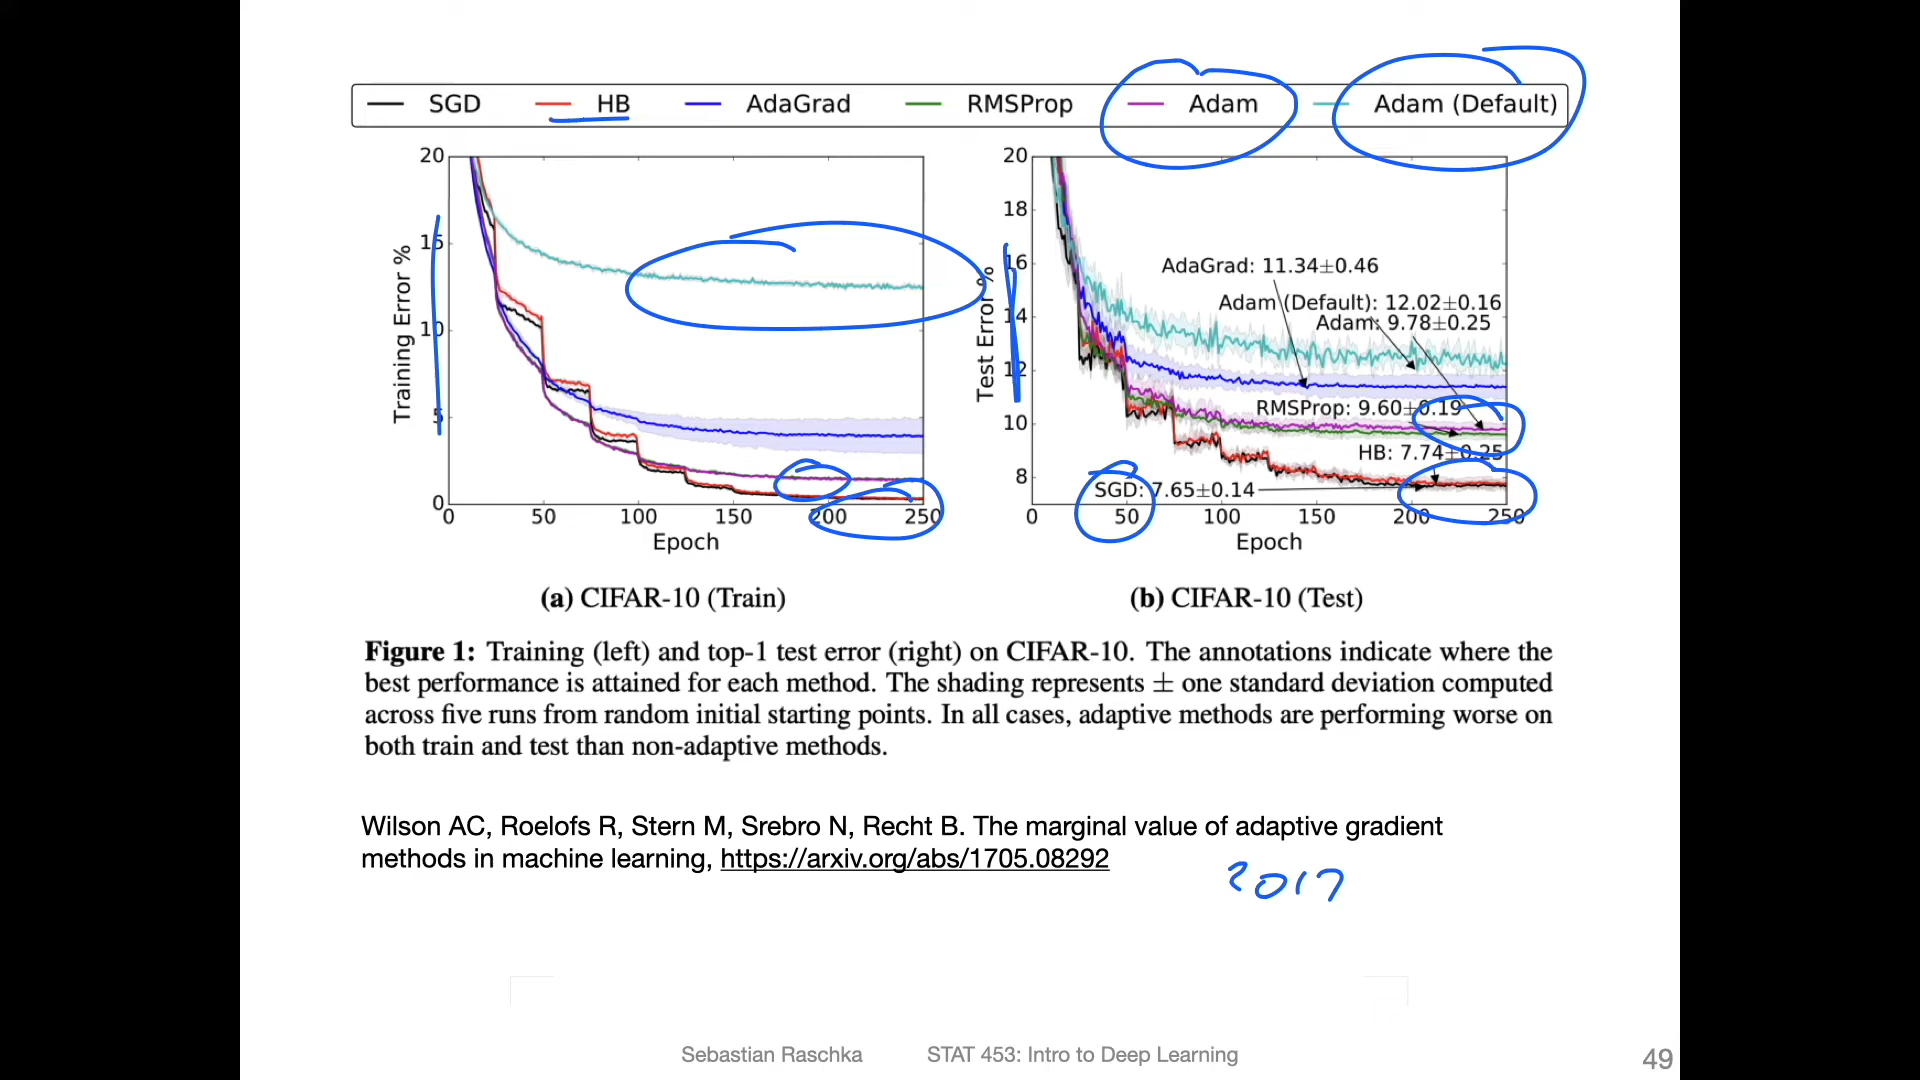 SGD HB AdaGrad RMSProp Adam Adam (Default)
20
15
10
5
0
Training Error %
0 50 100 150 200 250
Epoch
(a) CIFAR-10 (Train)
20
18
16
14
12
10
8
Test Error %
AdaGrad: 11.34±0.46
Adam (Default): 12.02±0.16
Adam: 9.78±0.25
RMSProp: 9.60±0.19
HB: 7.74±0.25
SGD: 7.65±0.14
0 50 100 150 200 250
Epoch
(b) CIFAR-10 (Test)
Figure 1: Training (left) and top-1 test error (right) on CIFAR-10. The annotations indicate where the
best performance is attained for each method. The shading represents ± one standard deviation computed
across five runs from random initial starting points. In all cases, adaptive methods are performing worse on
both train and test than non-adaptive methods.
Wilson AC, Roelofs R, Stern M, Srebro N, Recht B. The marginal value of adaptive gradient
methods in machine learning, https://arxiv.org/abs/1705.08292
2017
Sebastian Raschka STAT 453: Intro to Deep Learning
49